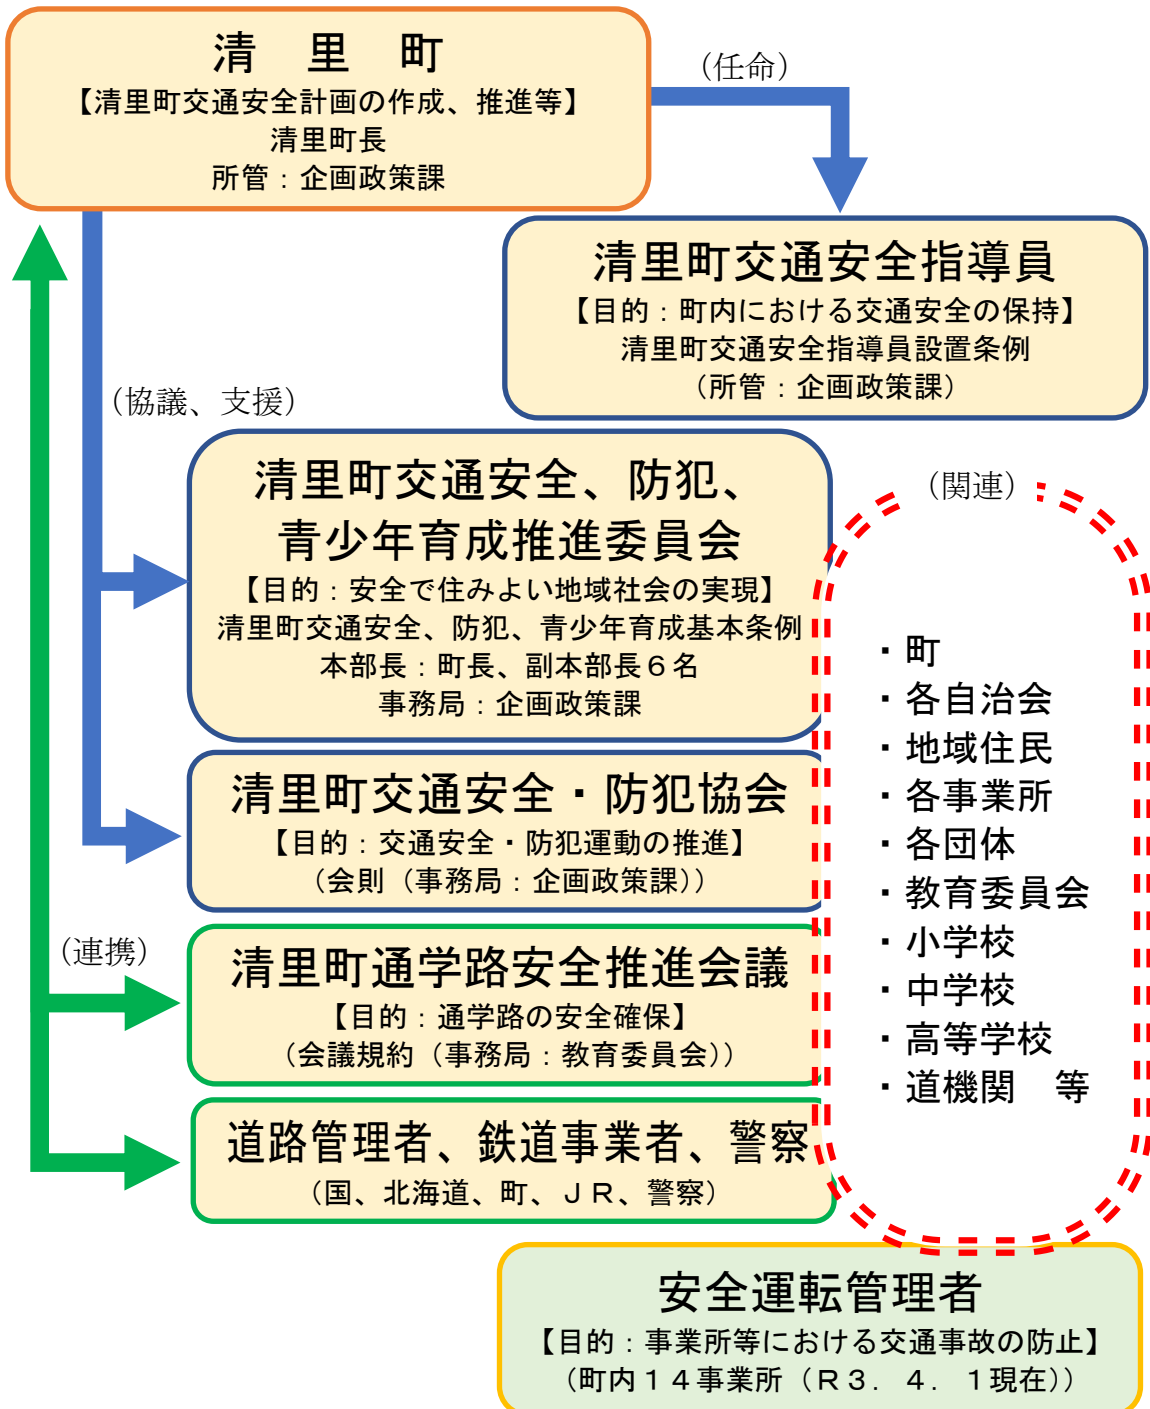 清　里　町
【清里町交通安全計画の作成、推進等】
清里町長
所管：企画政策課
（任命）
清里町交通安全指導員
【目的：町内における交通安全の保持】
清里町交通安全指導員設置条例
（所管：企画政策課）
（協議、支援）
清里町交通安全、防犯、
青少年育成推進委員会
【目的：安全で住みよい地域社会の実現】
清里町交通安全、防犯、青少年育成基本条例
本部長：町長、副本部長６名
事務局：企画政策課
清里町交通安全・防犯協会
【目的：交通安全・防犯運動の推進】
（会則（事務局：企画政策課））
（連携）
清里町通学路安全推進会議
【目的：通学路の安全確保】
（会議規約（事務局：教育委員会））
道路管理者、鉄道事業者、警察
（国、北海道、町、ＪＲ、警察）
（関連）
・町
・各自治会
・地域住民
・各事業所
・各団体
・教育委員会
・小学校
・中学校
・高等学校
・道機関　等
安全運転管理者
【目的：事業所等における交通事故の防止】
（町内１４事業所（Ｒ３．４．１現在））